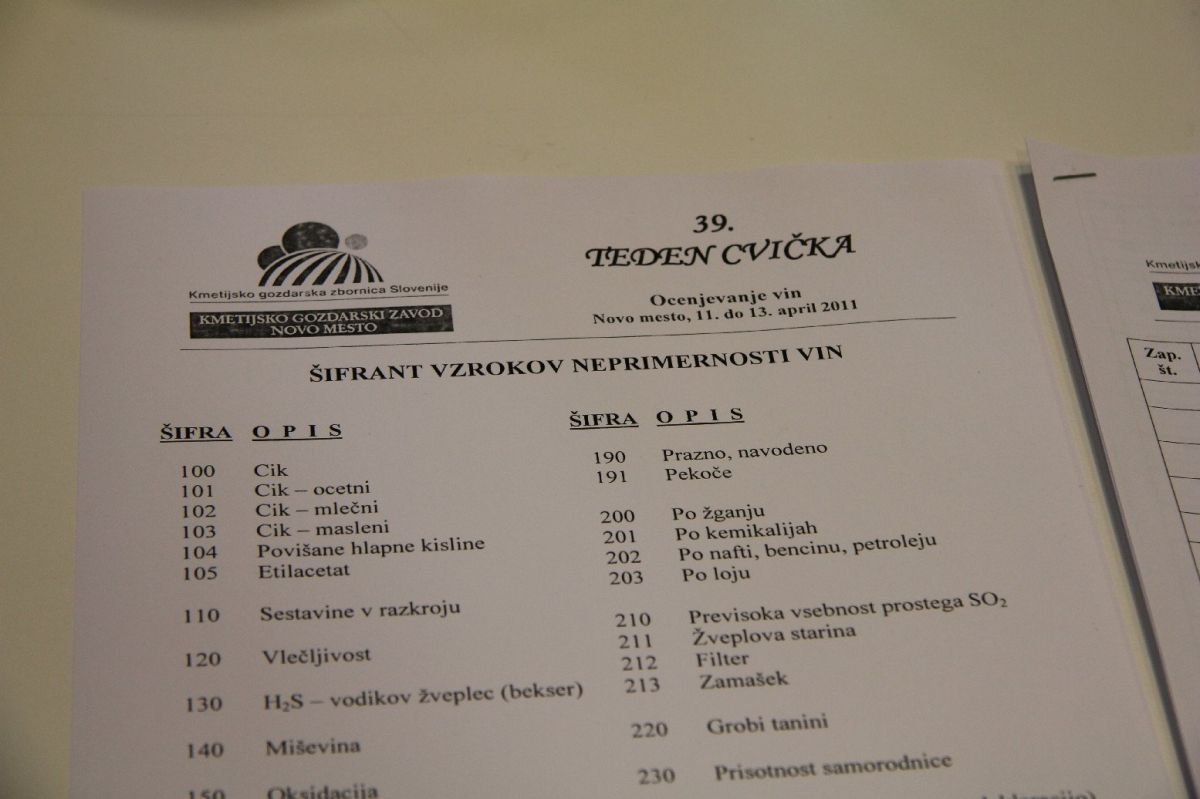 Kmetijsko gozdarska zbornica Slovenije
KMETIJSKO GOZDARSKI ZAVOD
NOVO MESTO
39.
TEDEN CVIČKA
Ocenjevanje vin
Novo mesto, 11. do 13. april 2011
ŠIFRANT VZROKOV NEPRIMERNOSTI VIN
ŠIFRA O P I S
100 Cik
101 Cik – ocetni
102 Cik – mlečni
103 Cik – masleni
104 Povišane hlapne kisline
105 Etilacetat
110 Sestavine v razkroju
120 Vlečljivost
130 H₂S – vodikov žveplec (bekser)
140 Miševina
150 Oksidacija
ŠIFRA O P I S
190 Prazno, navodeno
191 Pekoče
200 Po žganju
201 Po kemikalijah
202 Po nafti, bencinu, petroleju
203 Po loju
210 Previsoka vsebnost prostega SO₂
211 Žveplova starina
212 Filter
213 Zamašek
220 Grobi tanini
230 Prisotnost samorodnice
Zap.
št.